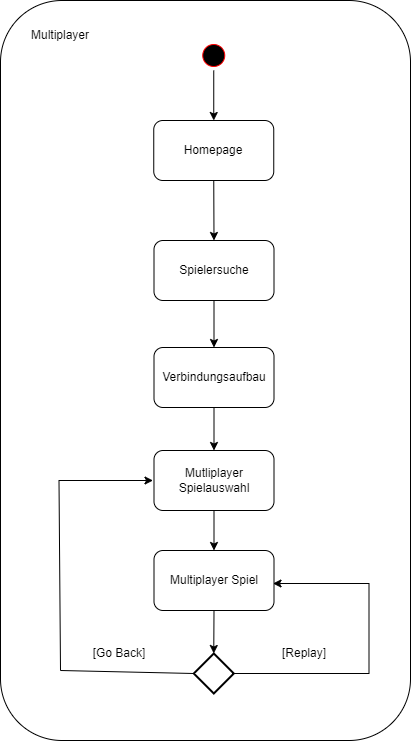 Multiplayer
Homepage
Spielersuche
Verbindungsaufbau
Mutliplayer
Spielauswahl
Multiplayer Spiel
[Go Back]
[Replay]